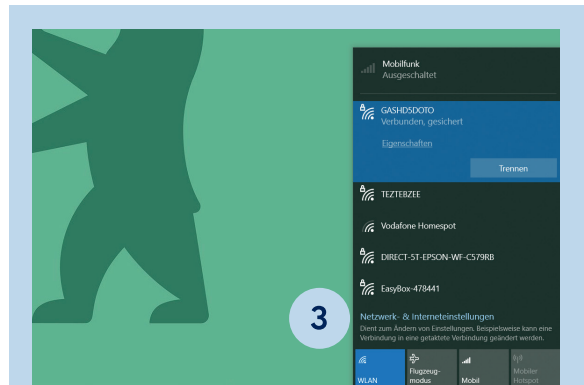 Mobilfunk
Ausgeschaltet
GASHD5DOTO
Verbunden, gesichert
Eigenschaften
Trennen
TEZTEBZEE
Vodafone Homespot
DIRECT-5T-EPSON-WF-C579RB
EasyBox-478441
3
Netzwerk- & Interneteinstellungen
Dient zum Ändern von Einstellungen. Beispielsweise kann eine
Verbindung in eine getaktete Verbindung geändert werden.
WLAN
Flugzeug-
modus
Mobil
Mobiler
Hotspot